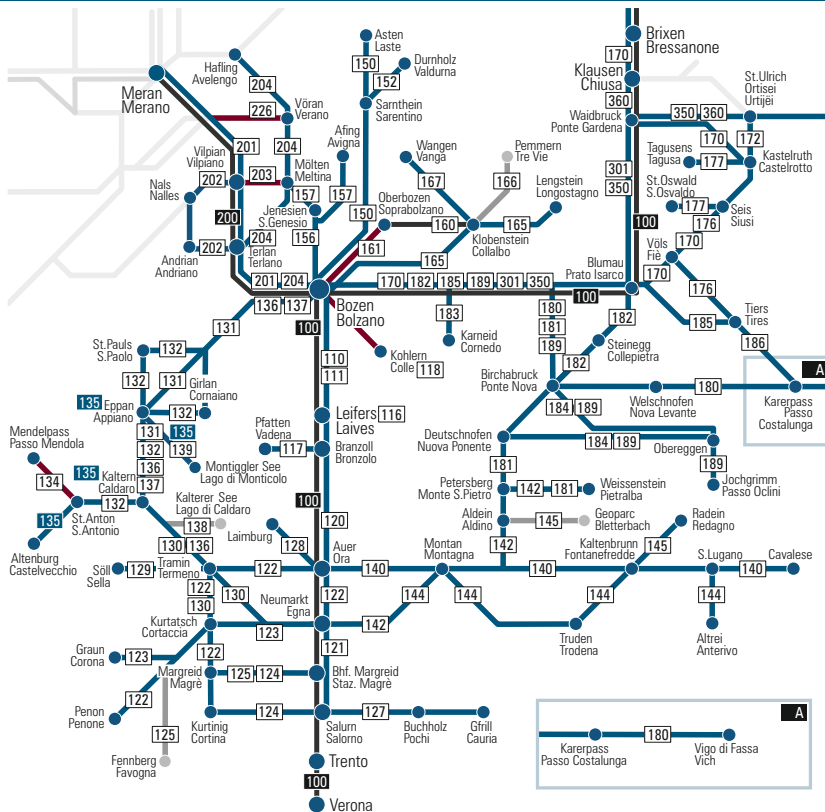 Asten
Laste
150
152
Durnholz
Valdurna
Hafling
Avelengo
204
Meran
Merano
226
Vöran
Verano
Sarnthein
Sarentino
Brixen
Bressanone
170
Klausen
Chiusa
360
Waidbruck
Ponte Gardena
350
360
St.Ulrich
Ortisei
Urtijëi
170
172
Tagusens
Tagusa
177
Kastelruth
Castelrotto
St.Oswald
S.Osvaldo
177
Seis
Siusi
176
201
204
Afing
Avigna
Vilpian
Vilpiano
203
Mölten
Meltina
157
157
Wangen
Vanga
167
Pemmern
Tre Vie
166
Lengstein
Longostagno
301
350
Nals
Nalles
202
200
Jenesien
S.Genesio
150
Oberbozen
Soprabolzano
160
165
Klobenstein
Collalbo
100
Völs
Fiè
170
170
202
Andrian
Andriano
204
Terlan
Terlano
156
161
165
Blumau
Prato Isarco
176
201
204
170
182
185
189
301
350
100
136
137
Bozen
Bolzano
180
181
189
182
185
Tiers
Tires
186
131
100
183
Karneid
Cornedo
Steinegg
Collepietra
182
St.Pauls
S.Paolo
132
110
111
Kohlern
Colle
118
Birchabruck
Ponte Nova
180
Welschnofen
Nova Levante
Karerpass
Passo
Costalunga
A
132
131
Girlan
Cornaiano
135
Eppan
Appiano
132
131
135
132
139
136
137
Montiggler See
Lago di Monticolo
Pfatten
Vadena
117
Leifers
Laives
116
Branzoll
Bronzolo
184
189
Deutschnofen
Nuova Ponente
184
189
Obereggen
189
Jochgrimm
Passo Oclini
181
Mendelpass
Passo Mendola
134
135
Kaltern
Caldaro
132
St.Anton
S.Antonio
135
Altenburg
Castelvecchio
Kalterer See
Lago di Caldaro
138
130
136
Laimburg
128
100
120
Petersberg
Monte S.Pietro
142
181
Weissenstein
Pietralba
Aldein
Aldino
145
Geoparc
Bletterbach
Radein
Redagno
142
145
Söll
Sella
129
Tramin
Termeno
122
Auer
Ora
140
Montan
Montagna
140
Kaltenbrunn
Fontanefredde
S.Lugano
140
Cavalese
122
130
130
122
Neumarkt
Egna
142
144
144
144
144
Kurtatsch
Cortaccia
123
121
Truden
Trodena
Altrei
Anterivo
Graun
Corona
123
122
122
Margreid
Magrè
125
124
Bhf. Margreid
Staz. Magrè
Penon
Penone
125
124
127
Kurtinig
Cortina
Salurn
Salorno
Buchholz
Pochi
Gfrill
Cauria
Fennberg
Favogna
Trento
100
Verona
A
180
Karerpass
Passo Costalunga
Vigo di Fassa
Vich